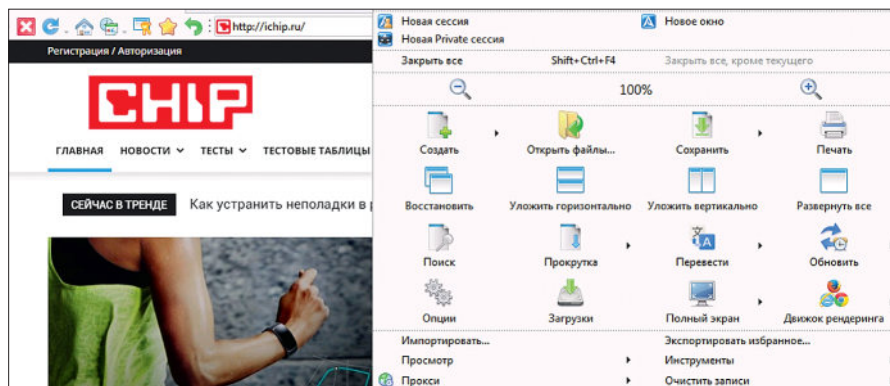 http://ichip.ru/
Регистрация / Авторизация
CHIP
ГЛАВНАЯ НОВОСТИ ТЕСТЫ ТЕСТОВЫЕ ТАБЛИЦЫ
СЕЙЧАС В ТРЕНДЕ Как устранить неполадки в
Новая сессия Новое окно
Новая Private сессия
Закрыть все Shift+Ctrl+F4 Закрыть все, кроме текущего
100%
Создать Открыть файлы... Сохранить Печать
Восстановить Уложить горизонтально Уложить вертикально Развернуть все
Поиск Прокрутка Перевести Обновить
Опции Загрузки Полный экран Движок рендеринга
Импортировать... Экспортировать избранное...
Просмотр Инструменты
Прокси Очистить записи